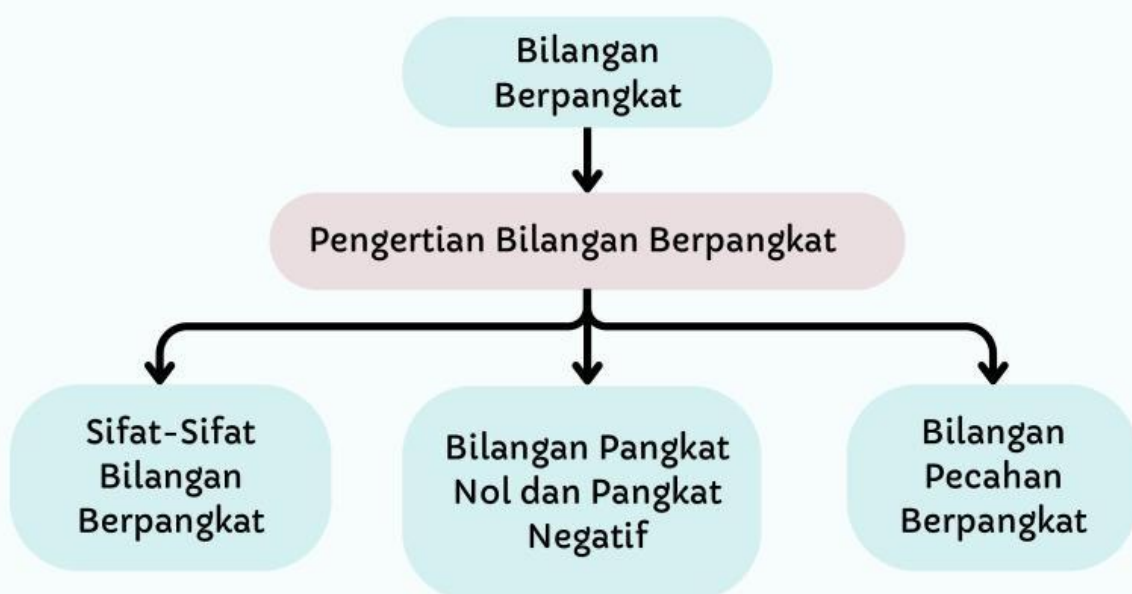 Bilangan
Berpangkat
Pengertian Bilangan Berpangkat
Sifat-Sifat
Bilangan
Berpangkat
Bilangan Pangkat
Nol dan Pangkat
Negatif
Bilangan
Pecahan
Berpangkat